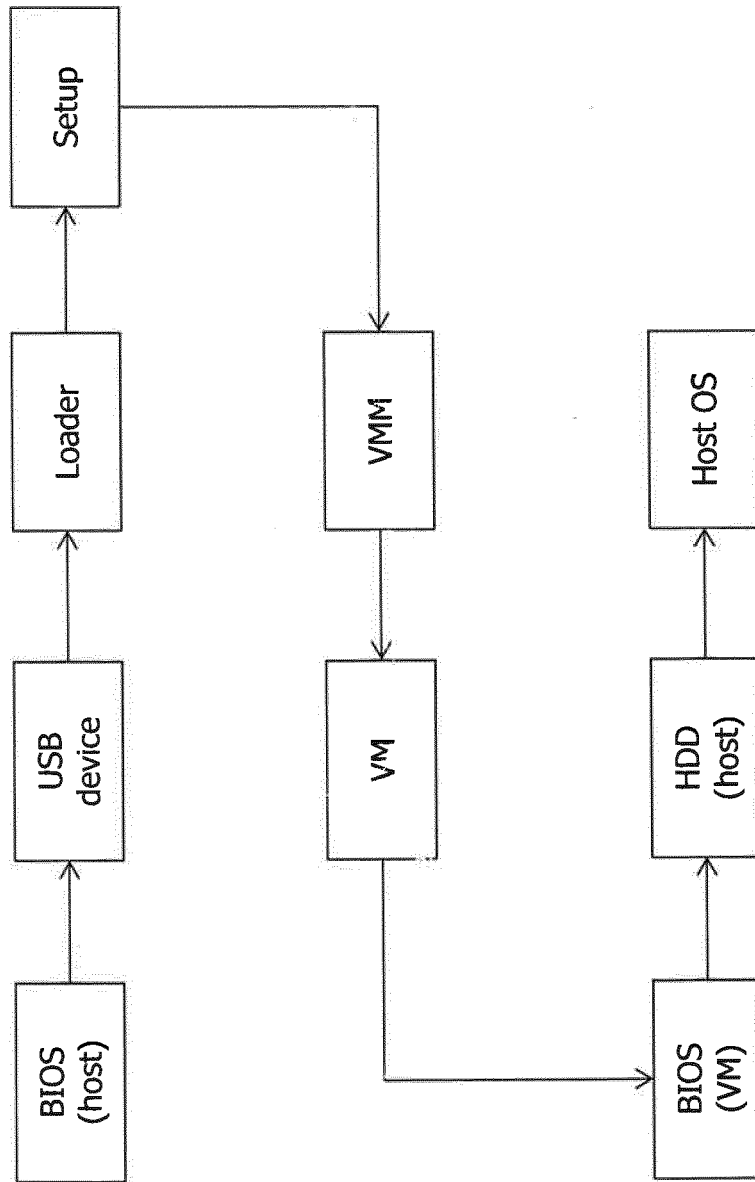 BIOS
(host)
USB
device
Loader
Setup
VMM
VM
BIOS
(VM)
HDD
(host)
Host OS